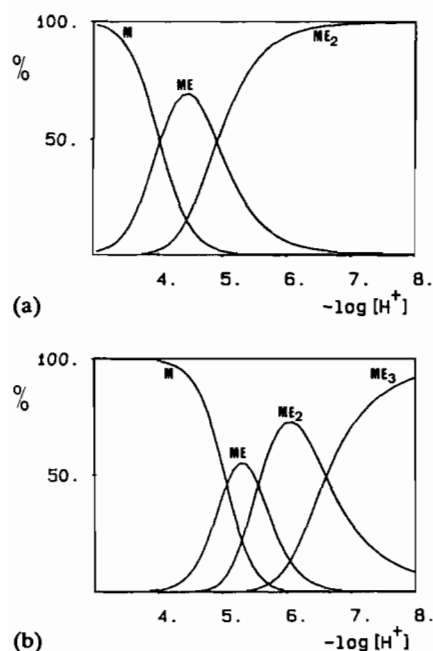 100.
M
ME₂
%
ME
50.
4. 5. 6. 7. 8.
(a)
-log [H⁺]
100.
M
ME₃
%
ME₂
ME
50.
4. 5. 6. 7. 8.
(b)
-log [H⁺]